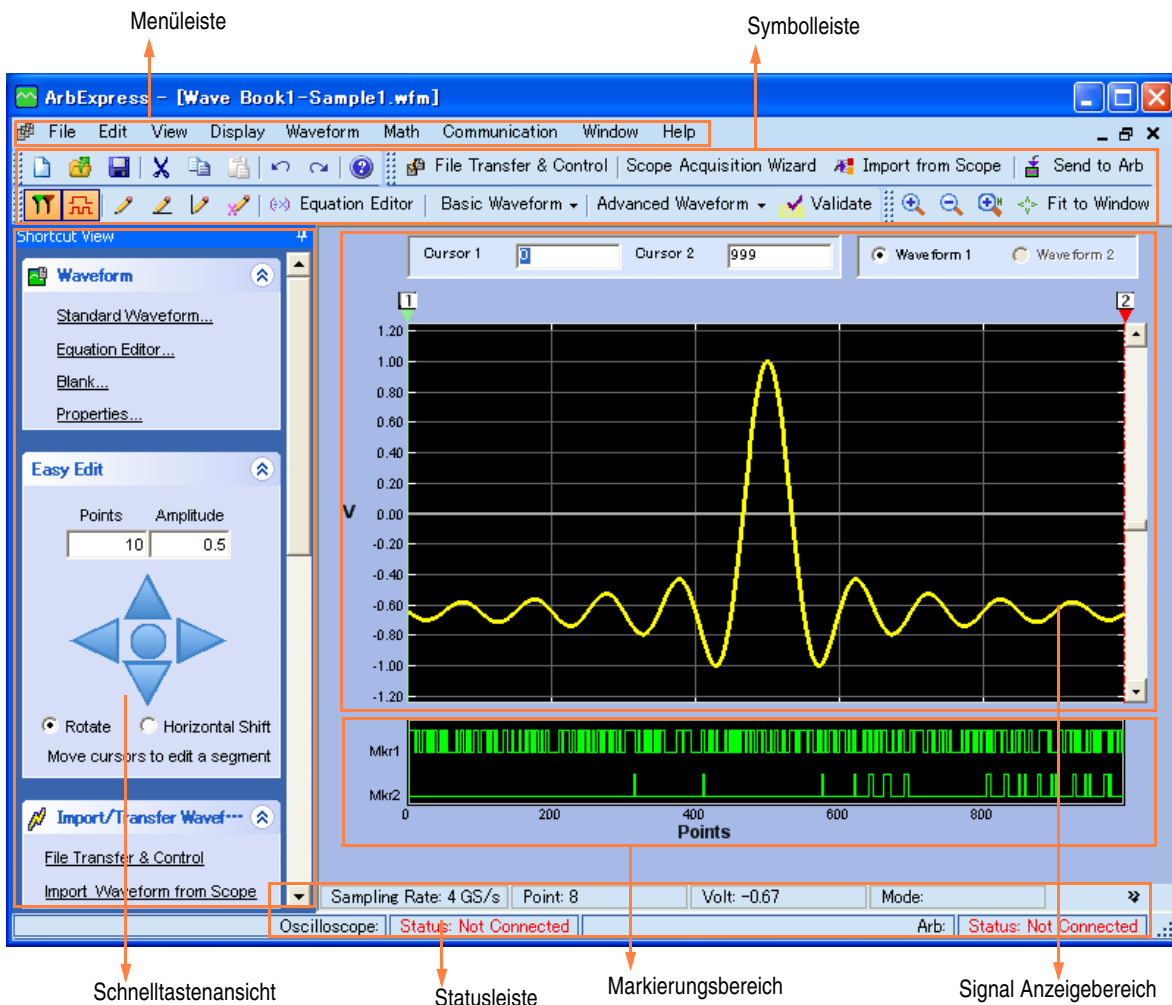 Menüleiste
Symbolleiste
ArbExpress - [Wave Book1-Sample1.wfm]
File Edit View Display Waveform Math Communication Window Help
File Transfer & Control Scope Acquisition Wizard Import from Scope Send to Arb
Equation Editor Basic Waveform Advanced Waveform Validate Fit to Window
Shortcut View
Cursor 1 0 Cursor 2 999 Waveform 1 Waveform 2
Waveform
Standard Waveform...
Equation Editor...
Blank...
Properties...
Easy Edit
Points Amplitude
10 0.5
Rotate Horizontal Shift
Move cursors to edit a segment
Import/Transfer Wavef...
File Transfer & Control
Import Waveform from Scope
1 2
1.20
1.00
0.80
0.60
0.40
0.20
V 0.00
-0.20
-0.40
-0.60
-0.80
-1.00
-1.20
Mkr1
Mkr2
0 200 400 600 800
Points
Sampling Rate: 4 GS/s Point: 8 Volt: -0.67 Mode:
Oscilloscope: Status: Not Connected Arb: Status: Not Connected
Schnelltastenansicht
Statusleiste
Markierungsbereich
Signal Anzeigebereich